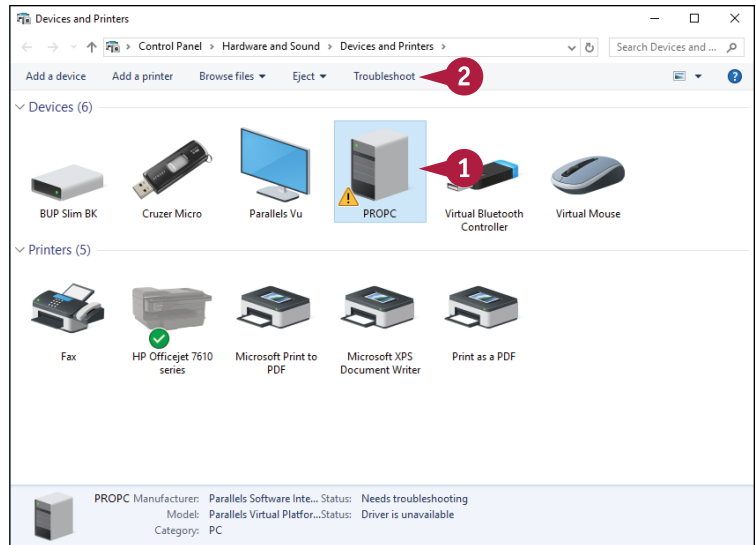 Devices and Printers
Control Panel > Hardware and Sound > Devices and Printers > Search Devices and ...
Add a device Add a printer Browse files Eject Troubleshoot 2
Devices (6)
1
BUP Slim BK Cruzer Micro Parallels Vu PROPC Virtual Bluetooth Virtual Mouse
Controller
Printers (5)
Fax HP Officejet 7610 Microsoft Print to Microsoft XPS Print as a PDF
series PDF Document Writer
PROPC Manufacturer: Parallels Software Inte... Status: Needs troubleshooting
Model: Parallels Virtual Platfor...Status: Driver is unavailable
Category: PC